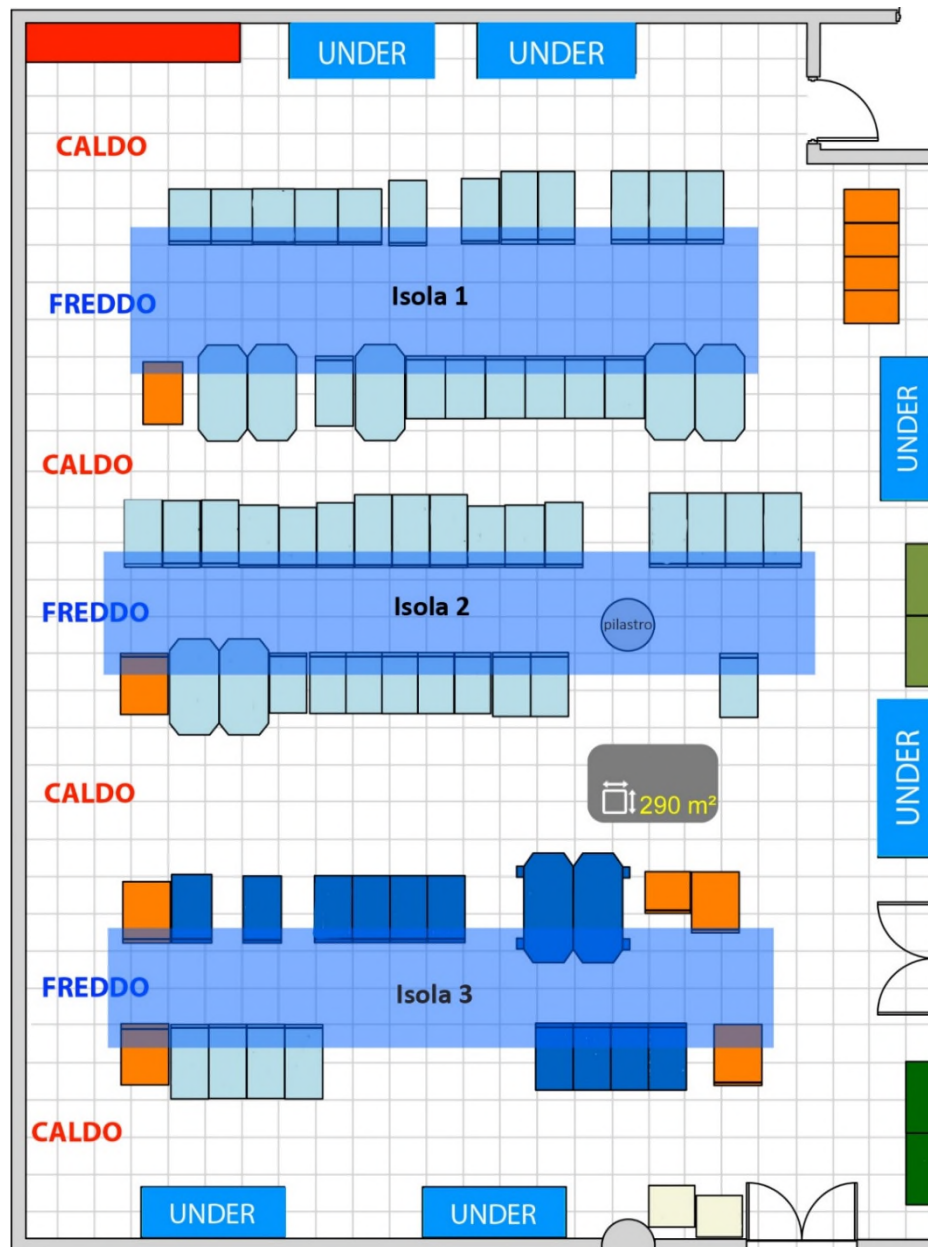 UNDER
UNDER
CALDO
FREDDO
Isola 1
UNDER
CALDO
FREDDO
Isola 2
pilastro
UNDER
CALDO
290 m²
FREDDO
Isola 3
CALDO
UNDER
UNDER